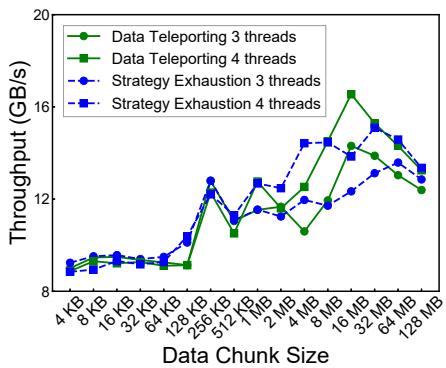 20
16
12
8
Throughput (GB/s)
Data Teleporting 3 threads
Data Teleporting 4 threads
Strategy Exhaustion 3 threads
Strategy Exhaustion 4 threads
4 KB
8 KB
16 KB
32 KB
64 KB
128 KB
256 KB
512 KB
1 MB
2 MB
4 MB
8 MB
16 MB
32 MB
64 MB
128 MB
Data Chunk Size